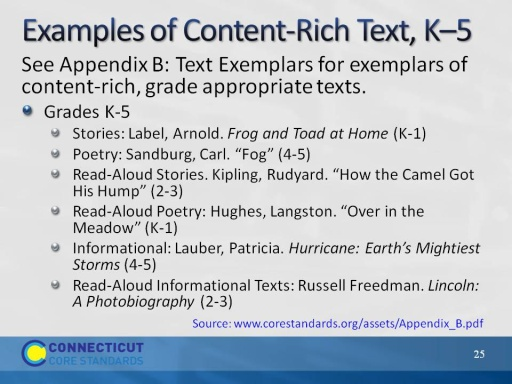 Examples of Content-Rich Text, K–5
See Appendix B: Text Exemplars for exemplars of
content-rich, grade appropriate texts.
Grades K-5
Stories: Label, Arnold. Frog and Toad at Home (K-1)
Poetry: Sandburg, Carl. “Fog” (4-5)
Read-Aloud Stories. Kipling, Rudyard. “How the Camel Got
His Hump” (2-3)
Read-Aloud Poetry: Hughes, Langston. “Over in the
Meadow” (K-1)
Informational: Lauber, Patricia. Hurricane: Earth’s Mightiest
Storms (4-5)
Read-Aloud Informational Texts: Russell Freedman. Lincoln:
A Photobiography (2-3)
Source: www.corestandards.org/assets/Appendix_B.pdf
CONNECTICUT
CORE STANDARDS
25